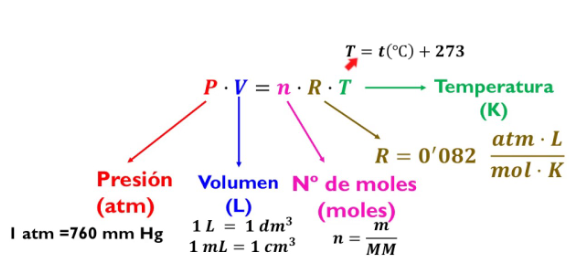 T = t(°C) + 273
P · V = n · R · T
Temperatura
(K)
R = 0'082 atm · L / mol · K
Presión
(atm)
1 atm =760 mm Hg
Volumen
(L)
1 L = 1 dm³
1 mL = 1 cm³
Nº de moles
(moles)
n = m / MM